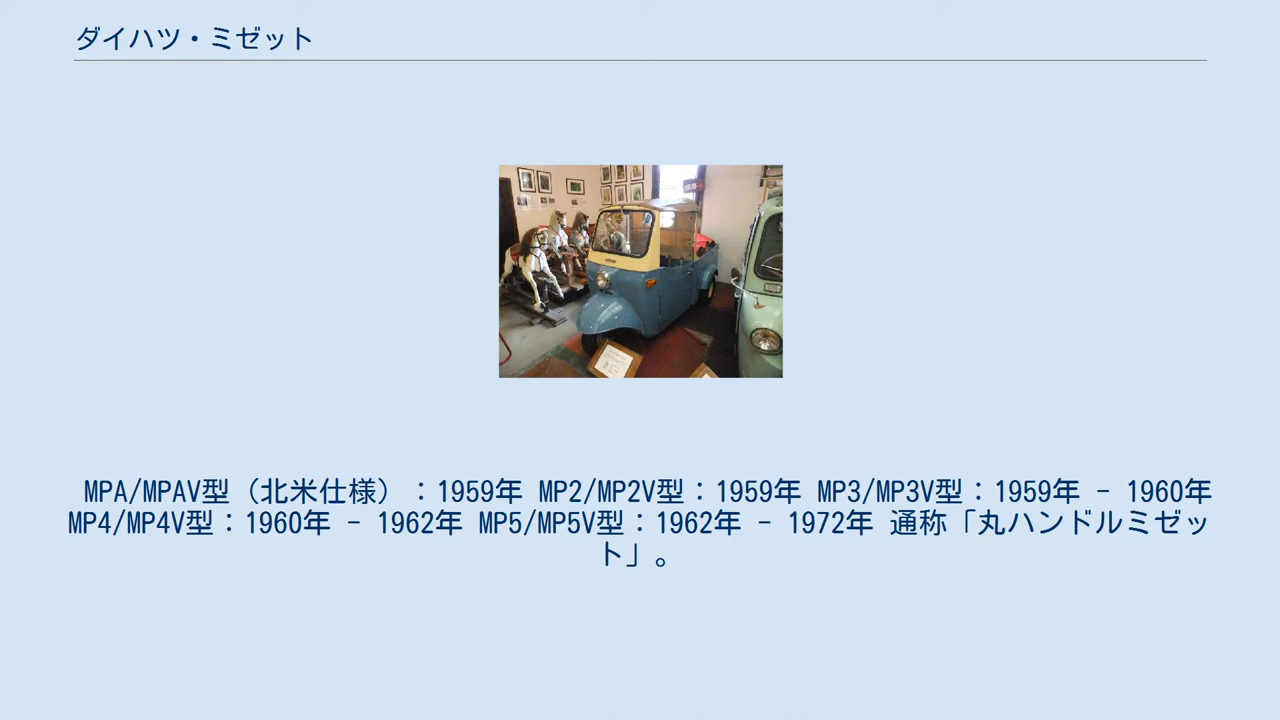 ダイハツ・ミゼット
MPA/MPAV型（北米仕様）：1959年 MP2/MP2V型：1959年 MP3/MP3V型：1959年 - 1960年
MP4/MP4V型：1960年 - 1962年 MP5/MP5V型：1962年 - 1972年 通称「丸ハンドルミゼッ
ト」。